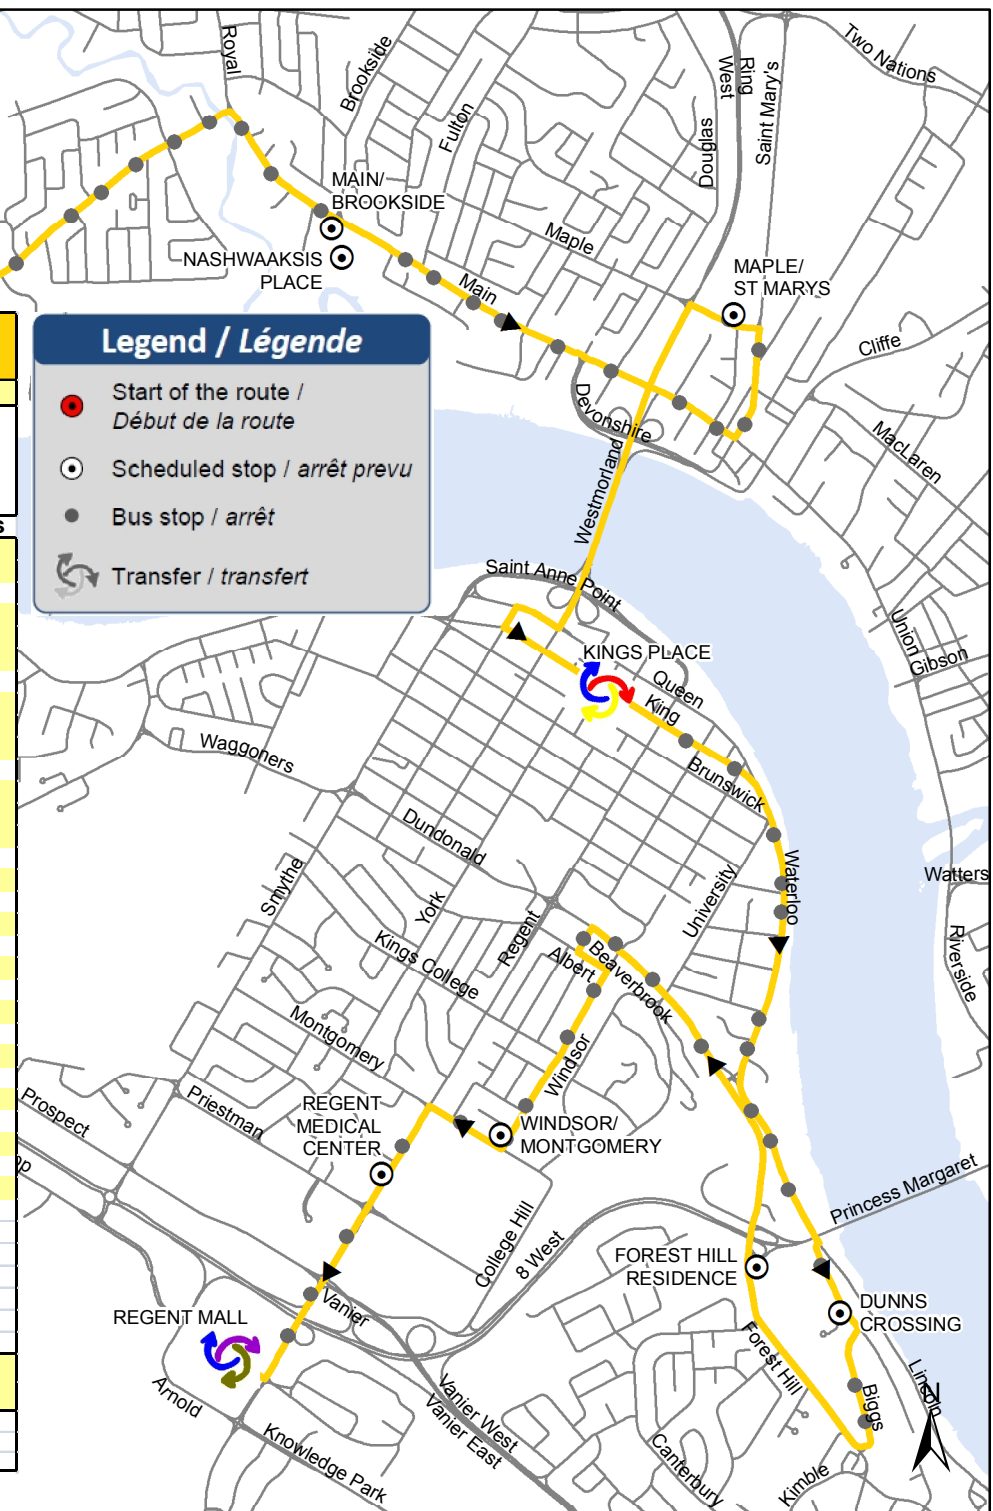 Royal
Brookside
Fulton
West
Ring
Saint Mary's
Douglas
Two Nations
MAIN/
BROOKSIDE
NASHWAAKSIS
PLACE
Maple
Main
MAPLE/
ST MARYS
Cliffe
MacLaren
Devonshire
Westmorland
Legend / Légende
Start of the route /
Début de la route
Scheduled stop / arrêt prevu
Bus stop / arrêt
Transfer / transfert
s
Saint Anne Point
KINGS PLACE
Queen
King
Brunswick
Union
Gibson
Waggoners
Dundonald
Smythe
York
Regent
University
Waterloo
Watters
Riverside
Kings College
Albert
Beaverbrook
Windsor
Montgomery
Priestman
Prospect
op
REGENT
MEDICAL
CENTER
WINDSOR/
MONTGOMERY
Princess Margaret
College Hill
8 West
FOREST HILL
RESIDENCE
DUNNS
CROSSING
Vanier
REGENT MALL
Forest Hill
Biggs
Lincoln
N
Arnold
Knowledge Park
Vanier West
Vanier East
Canterbury
Kimble